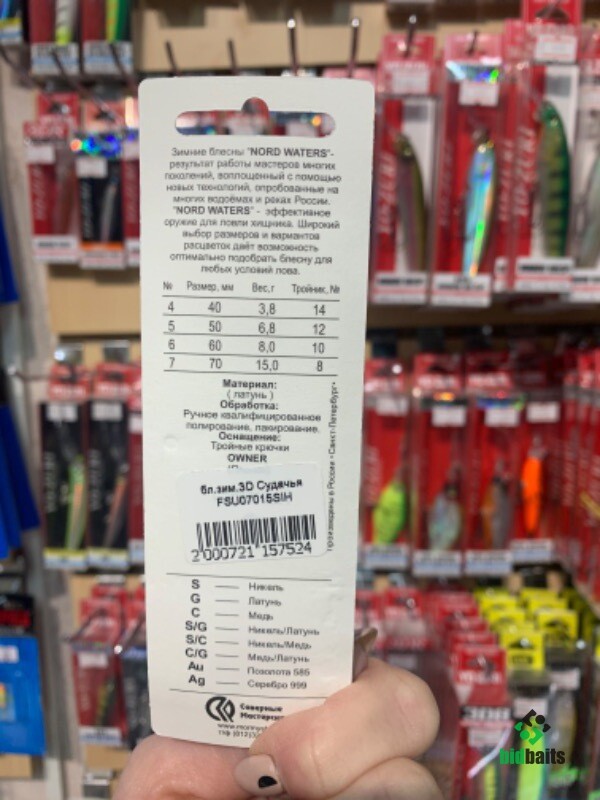 Зимние блесны "NORD WATERS"-
результат работы мастеров многих
поколений, воплощенный с помощью
новых технологий, опробованные на
многих водоёмах и реках России.
"NORD WATERS" - эффективное
оружие для ловли хищника. Широкий
выбор размеров и вариантов
расцветок даёт возможность
оптимально подобрать блесну для
любых условий лова.
№ Размер, мм Вес, г Тройник, №
4 40 3,8 14
5 50 6,8 12
6 60 8,0 10
7 70 15,0 8
Материал:
( латунь )
Обработка:
Ручное квалифицированное
полирование, лакирование.
Оснащение:
Тройные крючки
OWNER
произведены в России • Санкт-Петербург •
бл.зим.3D Судачья
FSU07015SIH
2 000721 157524
S — Никель
G — Латунь
C — Медь
S/G — Никель/Латунь
S/C — Никель/Медь
C/G — Медь/Латунь
Au — Позолота 585
Ag — Серебро 999
Северные
bidbaits